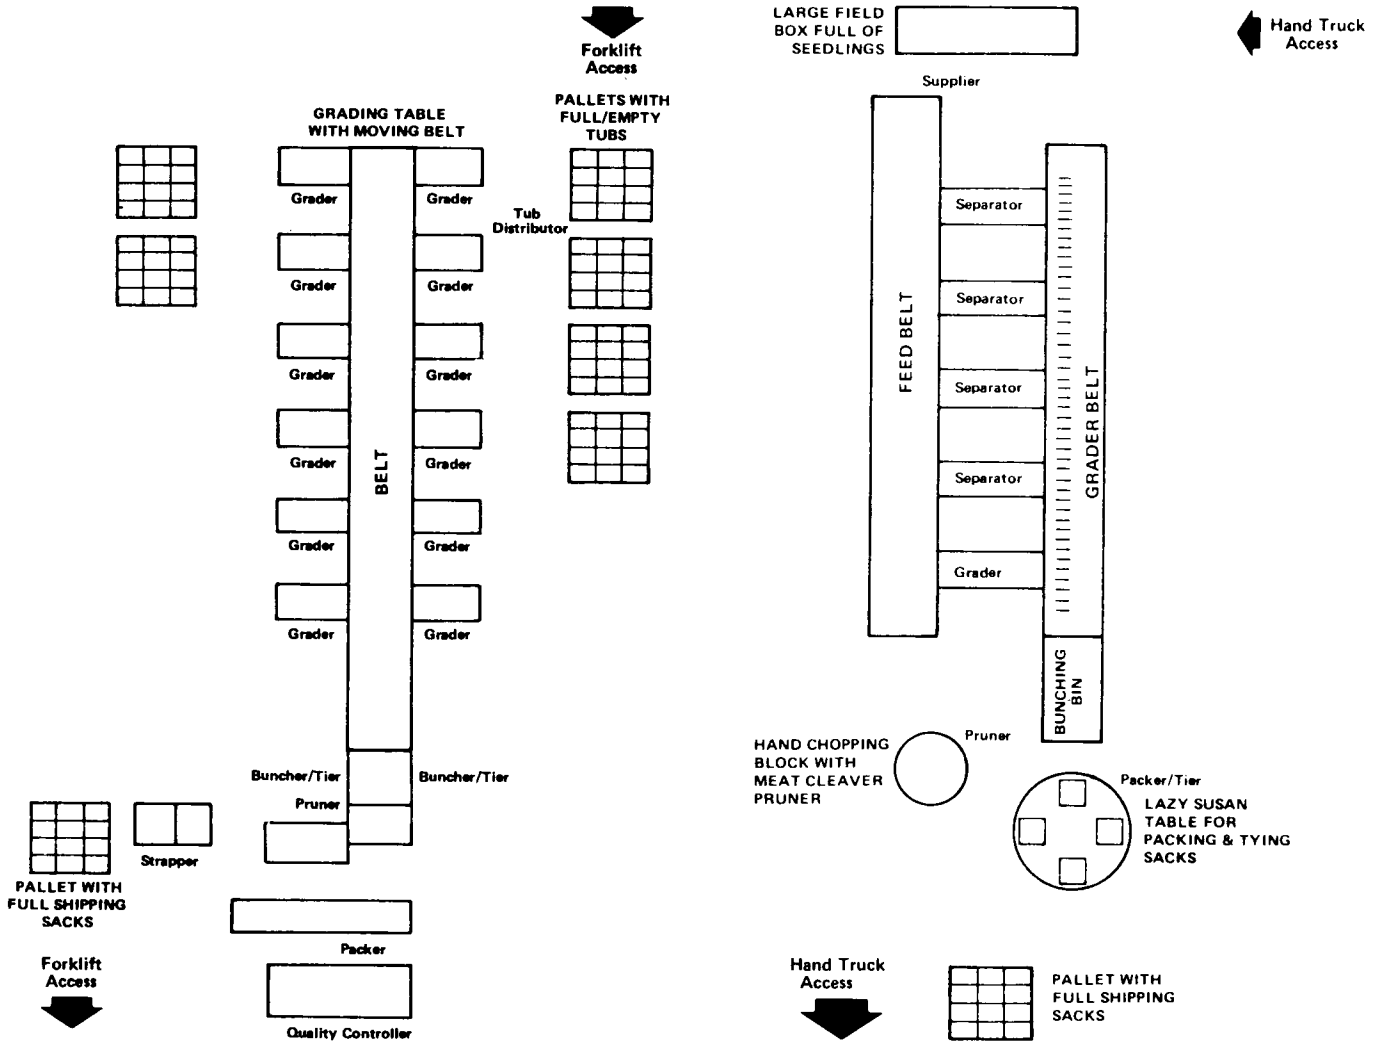 Forklift
Access
PALLETS WITH
FULL/EMPTY
TUBS
GRADING TABLE
WITH MOVING BELT
Grader
Grader
Tub
Distributor
Grader
Grader
Grader
Grader
Grader
Grader
BELT
Grader
Grader
Grader
Grader
Buncher/Tier
Buncher/Tier
Pruner
Strapper
PALLET WITH
FULL SHIPPING
SACKS
Packer
Forklift
Access
Quality Controller
LARGE FIELD
BOX FULL OF
SEEDLINGS
Hand Truck
Access
Supplier
Separator
Separator
FEED BELT
Separator
GRADER BELT
Separator
Grader
BUNCHING
BIN
Pruner
HAND CHOPPING
BLOCK WITH
MEAT CLEAVER
PRUNER
Packer/Tier
LAZY SUSAN
TABLE FOR
PACKING & TYING
SACKS
Hand Truck
Access
PALLET WITH
FULL SHIPPING
SACKS